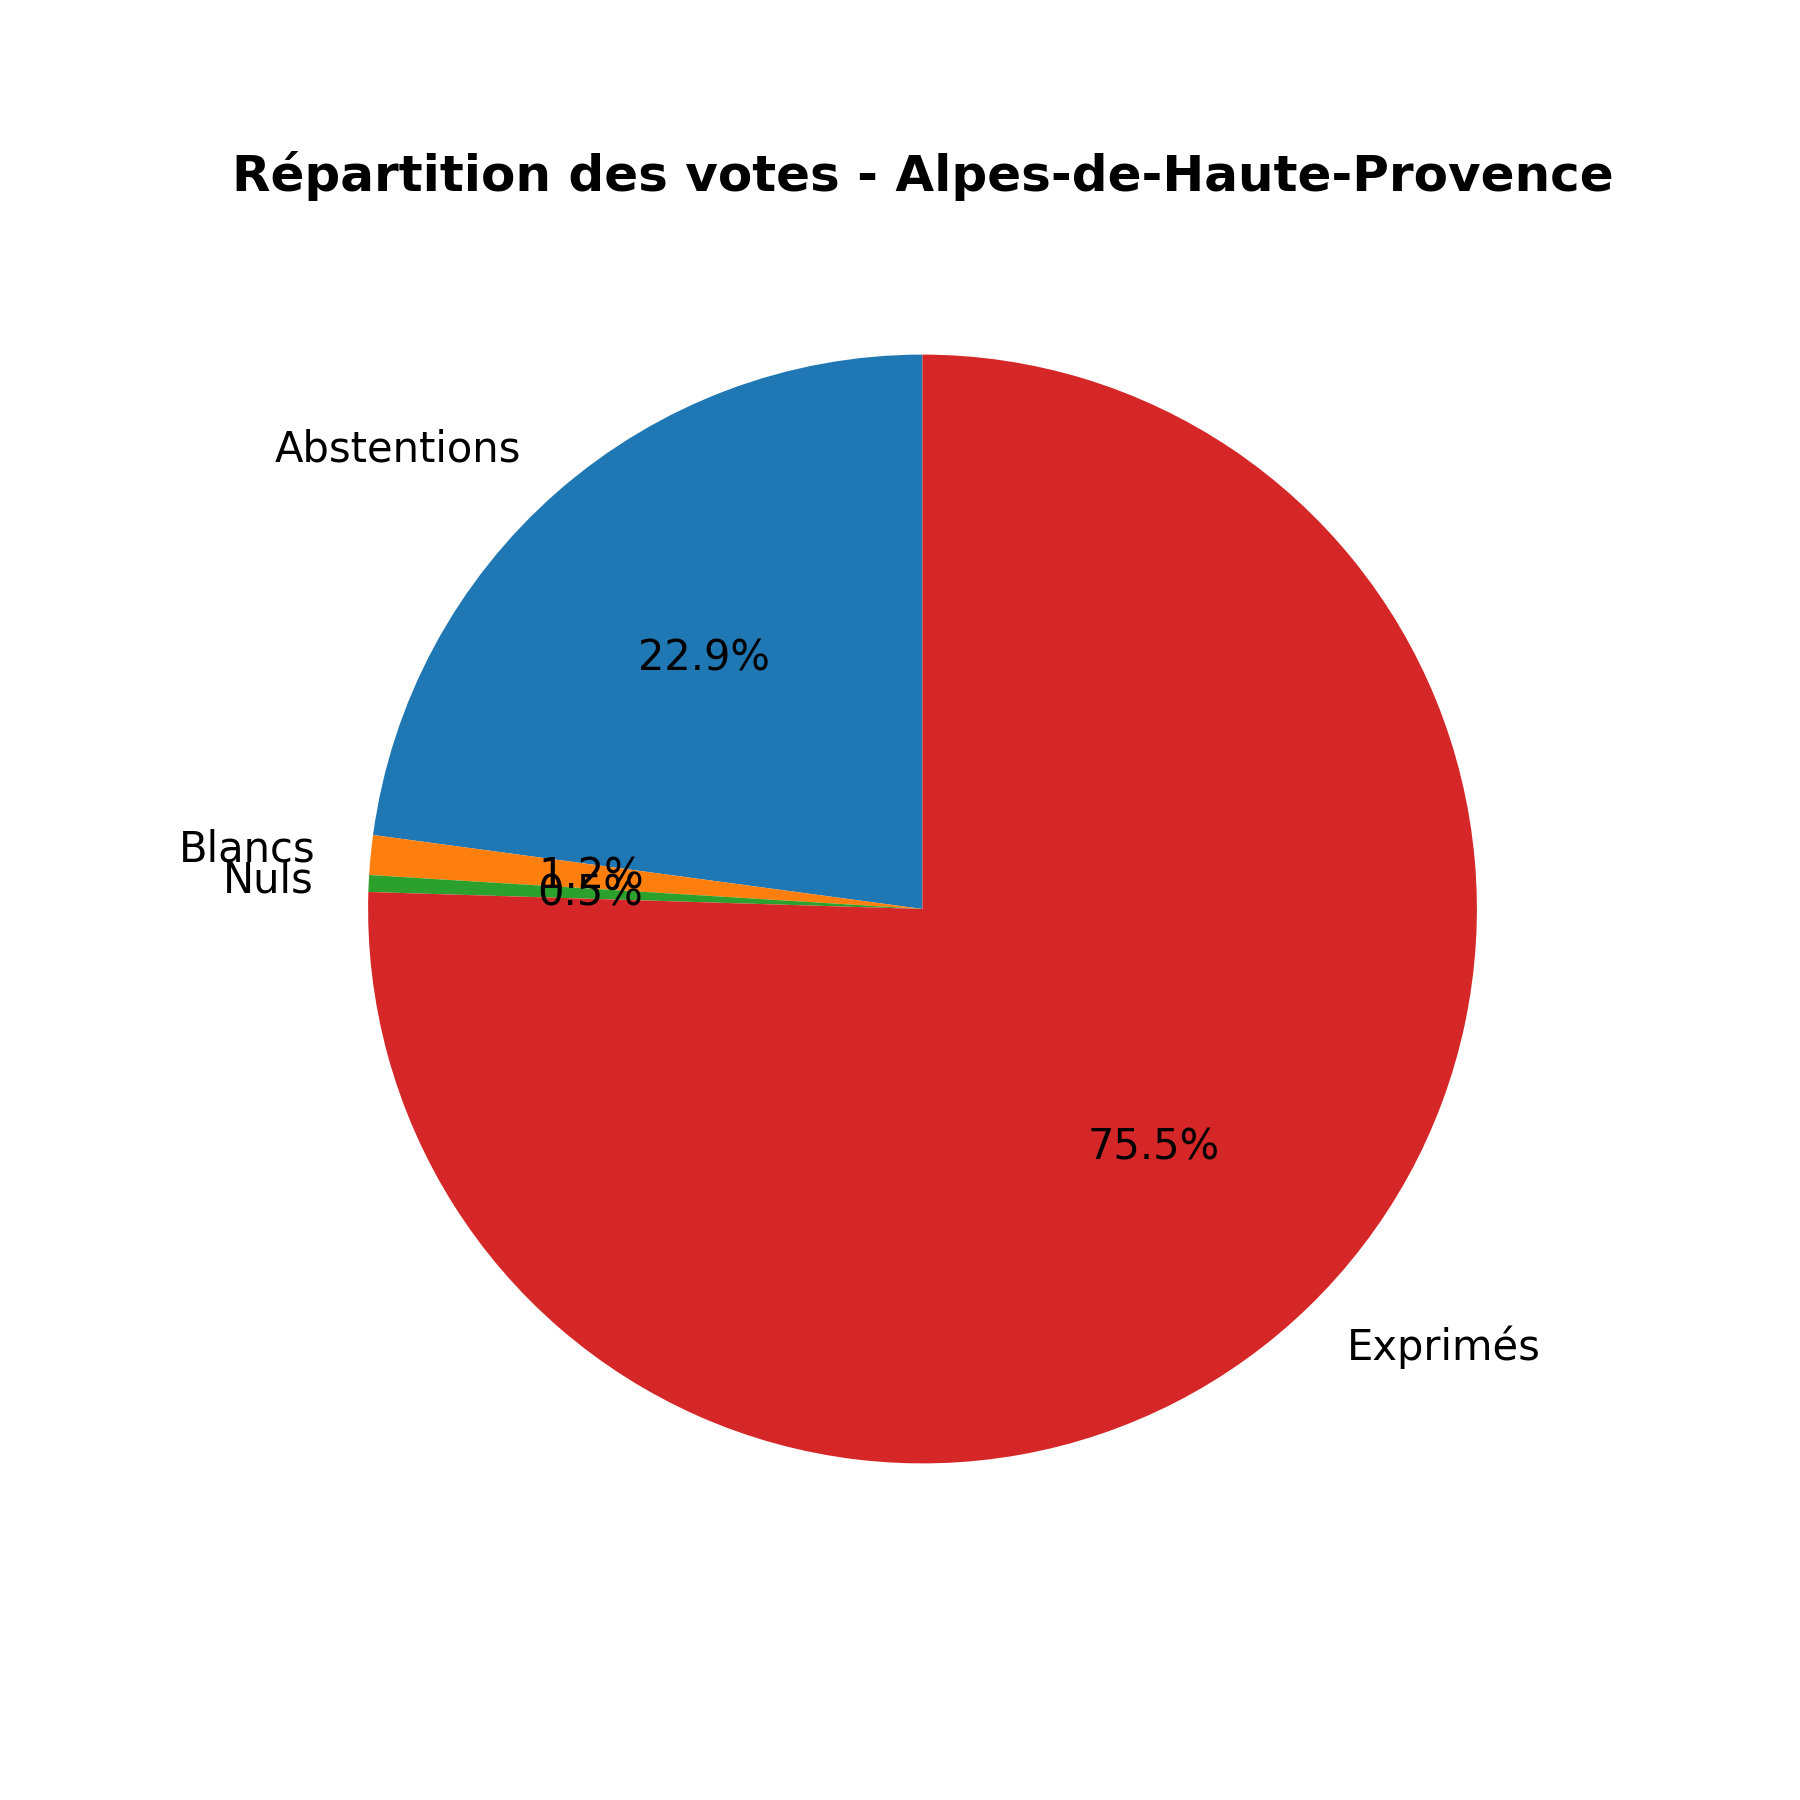 Répartition des votes - Alpes-de-Haute-Provence
Abstentions
22.9%
Blancs
1.2%
Nuls
0.5%
75.5%
Exprimés